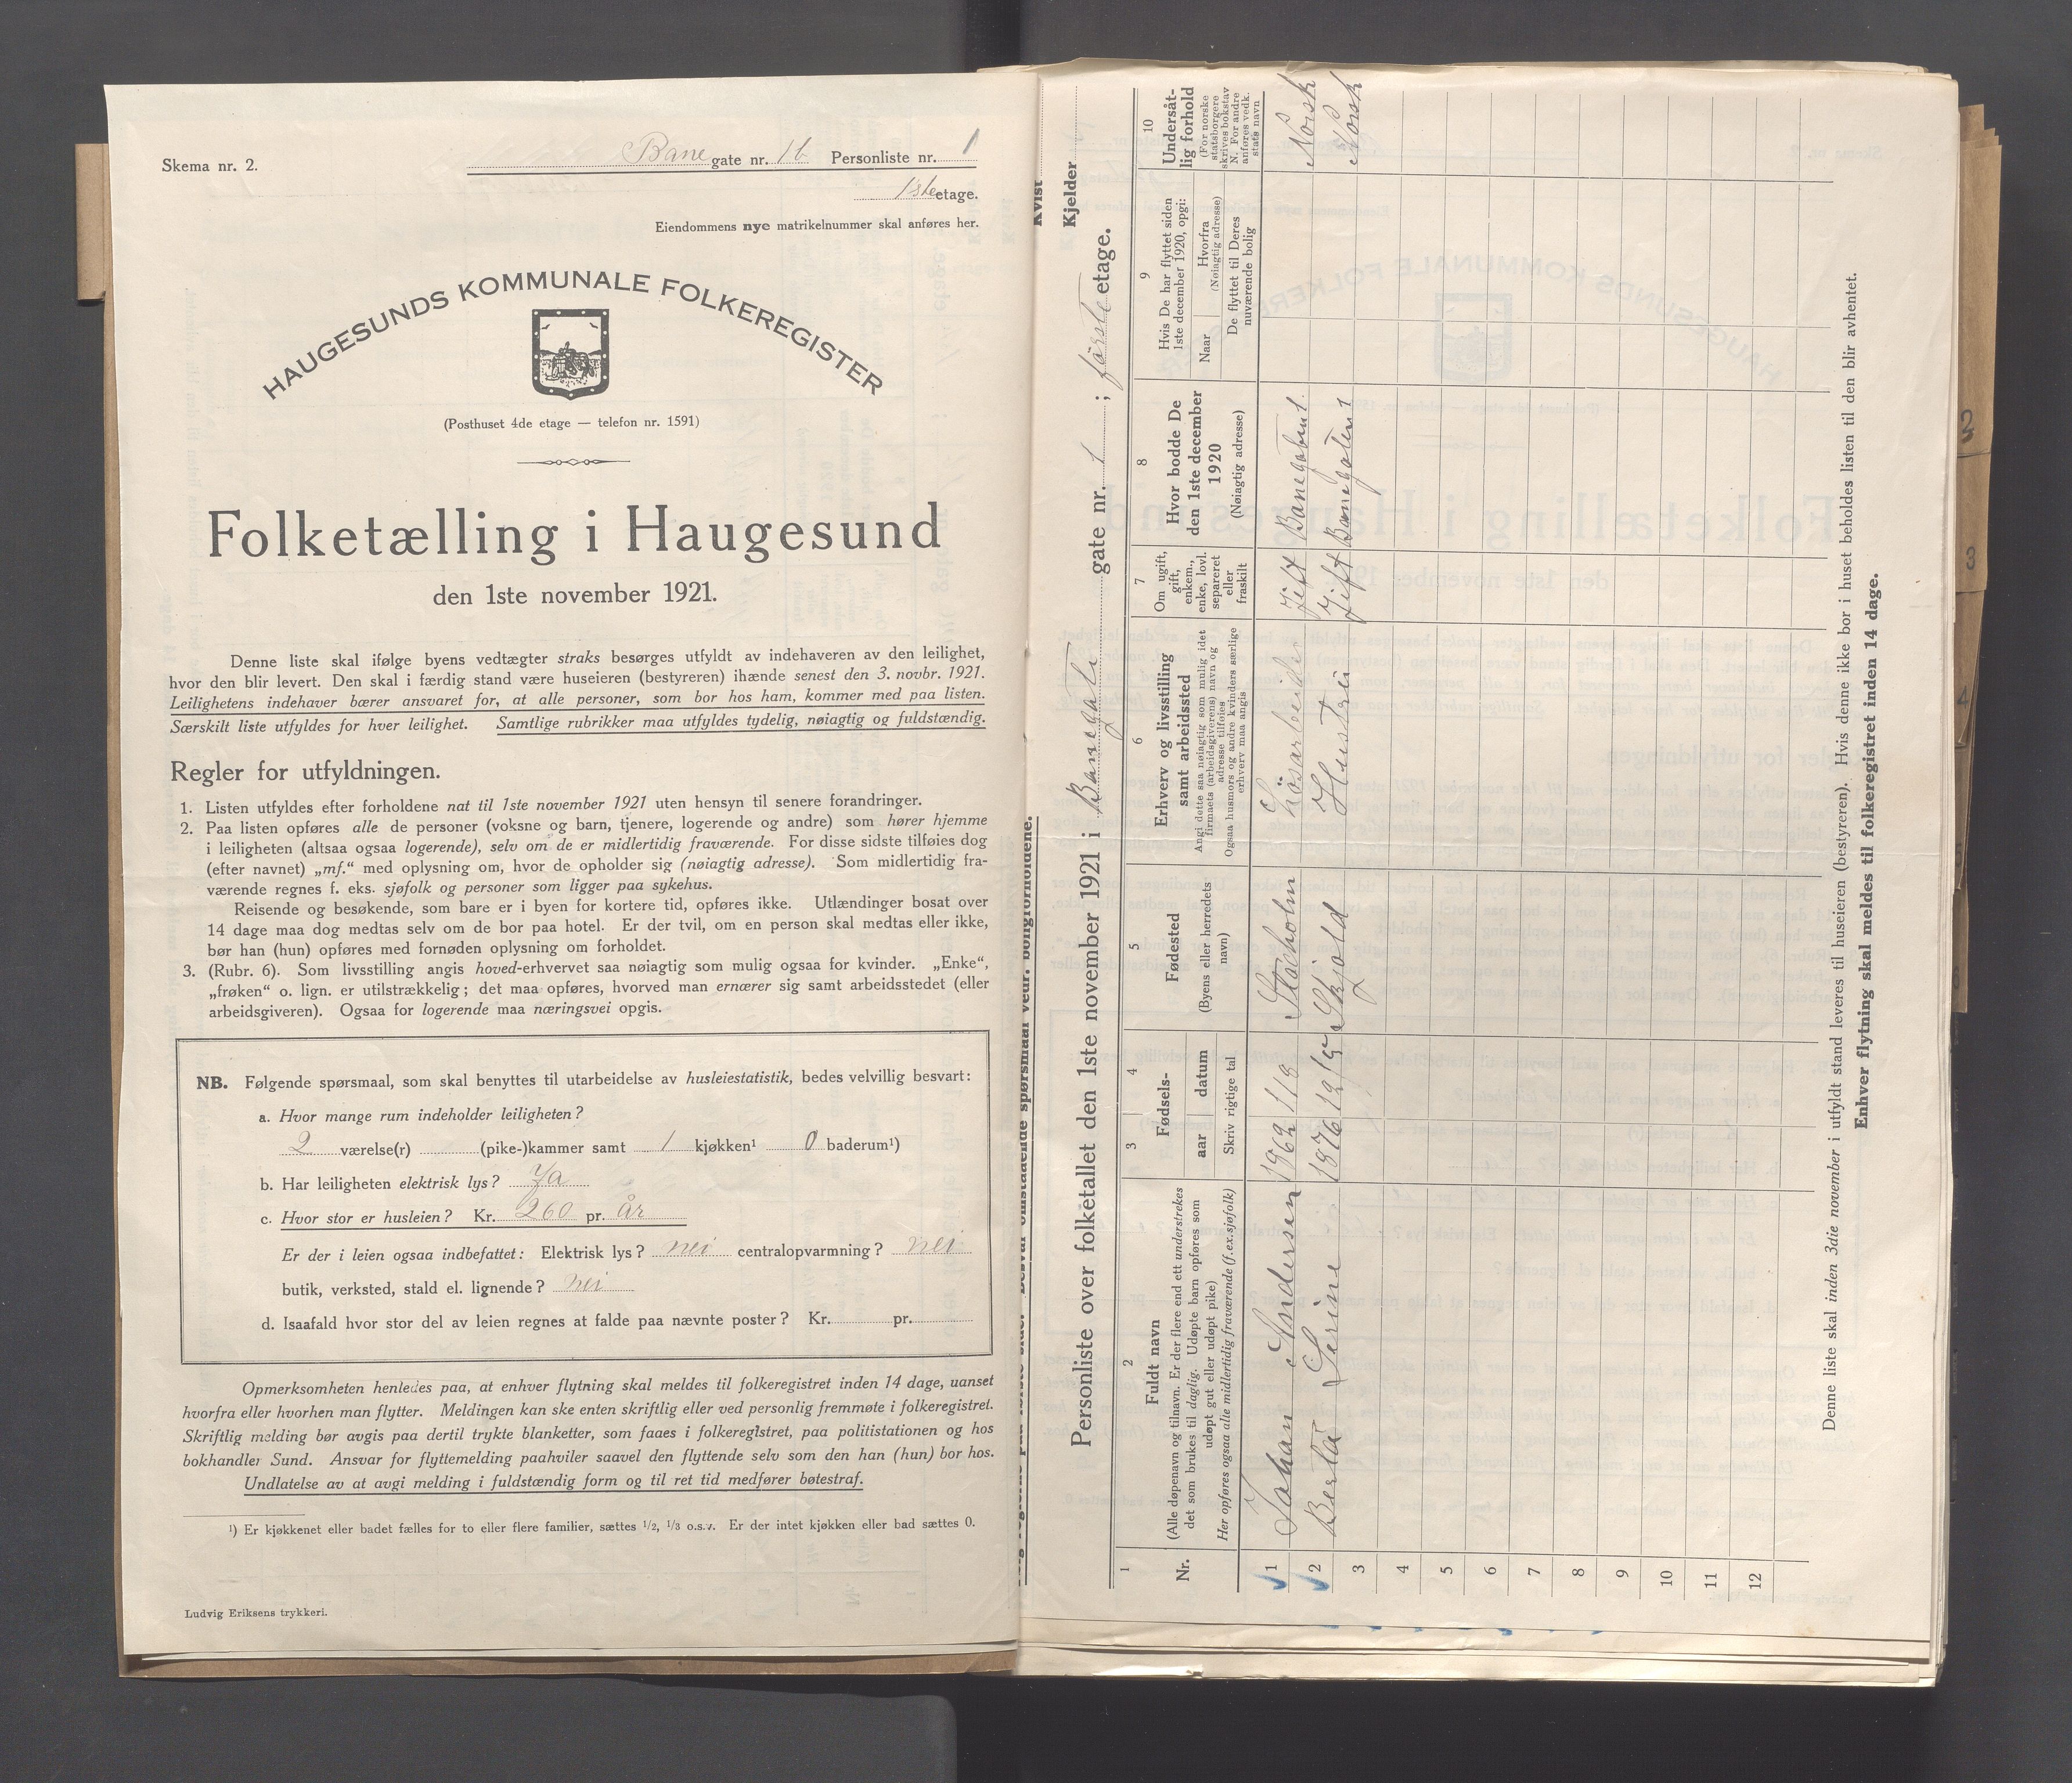 Skema nr. 2.
Bane gate nr. 1b Personliste nr. 1
1ste etage.
Eiendommens nye matrikelnummer skal anføres her.
HAUGESUNDS KOMMUNALE FOLKEREGISTER
(Posthuset 4de etage — telefon nr. 1591)
Folketælling i Haugesund
den 1ste november 1921.
Denne liste skal ifølge byens vedtægter straks besørges utfyldt av indehaveren av den leilighet,
hvor den blir levert. Den skal i færdig stand være huseieren (bestyreren) ihænde senest den 3. novbr. 1921.
Leilighetens indehaver bærer ansvaret for, at alle personer, som bor hos ham, kommer med paa listen.
Særskilt liste utfyldes for hver leilighet. Samtlige rubrikker maa utfyldes tydelig, nøiagtig og fuldstændig.
Regler for utfyldningen.
1. Listen utfyldes efter forholdene nat til 1ste november 1921 uten hensyn til senere forandringer.
2. Paa listen opføres alle de personer (voksne og barn, tjenere, logerende og andre) som hører hjemme
i leiligheten (altsaa ogsaa logerende), selv om de er midlertidig fraværende. For disse sidste tilføies dog
(efter navnet) „mf.“ med oplysning om, hvor de opholder sig (nøiagtig adresse). Som midlertidig fra-
værende regnes f. eks. sjøfolk og personer som ligger paa sykehus.
Reisende og besøkende, som bare er i byen for kortere tid, opføres ikke. Utlændinger bosat over
14 dage maa dog medtas selv om de bor paa hotel. Er der tvil, om en person skal medtas eller ikke,
bør han (hun) opføres med fornøden oplysning om forholdet.
3. (Rubr. 6). Som livsstilling angis hoved-erhvervet saa nøiagtig som mulig ogsaa for kvinder. „Enke“,
„frøken“ o. lign. er utilstrækkelig; det maa opføres, hvorved man ernærer sig samt arbeidsstedet (eller
arbeidsgiveren). Ogsaa for logerende maa næringsvei opgis.
NB. Følgende spørsmaal, som skal benyttes til utarbeidelse av husleiestatistik, bedes velvillig besvart:
a. Hvor mange rum indeholder leiligheten?
2 værelse(r) (pike-)kammer samt 1 kjøkken¹ 0 baderum¹)
b. Har leiligheten elektrisk lys? Ja
c. Hvor stor er husleien? Kr. 260 pr. år
Er der i leien ogsaa indbefattet: Elektrisk lys? nei centralopvarmning? nei
butik, verksted, stald el. lignende? nei
d. Isaafald hvor stor del av leien regnes at falde paa nævnte poster? Kr. pr.
Opmerksomheten henledes paa, at enhver flytning skal meldes til folkeregistret inden 14 dage, uanset
hvorfra eller hvorhen man flytter. Meldingen kan ske enten skriftlig eller ved personlig fremmøte i folkeregistret.
Skriftlig melding bør avgis paa dertil trykte blanketter, som faaes i folkeregistret, paa politistationen og hos
bokhandler Sund. Ansvar for flyttemelding paahviler saavel den flyttende selv som den han (hun) bor hos.
Undlatelse av at avgi melding i fuldstændig form og til ret tid medfører bøtestraf.
¹) Er kjøkkenet eller badet fælles for to eller flere familier, sættes 1/2, 1/3 o.s.v. Er der intet kjøkken eller bad sættes 0.
Ludvig Eriksens trykkeri.
Kvist
Kjelder
Personliste over folketallet den 1ste november 1921 i Banegate gate nr. 1; første etage.
1 2 3 4 5 6 7 8 9 10
Nr.
Fuldt navn
(Alle døpenavn og tilnavn. Er der flere end ett understrekes
det som brukes til daglig. Udøpte barn opføres som
udøpt gut eller udøpt pike)
Her opføres ogsaa alle midlertidig fraværende (f.ex.sjøfolk)
Fødsels-
aar datum
Skriv rigtige tal
Fødested
(Byens eller herredets
navn)
Erhverv og livsstilling
samt arbeidssted
Angi dette saa nøiagtig som mulig idet
firmaets (arbeidsgiverens) navn og
adresse tilføies
Ogsaa husmors og andre kvinders særlige
erhverv maa angis
Om ugift,
gift,
enkem.,
enke, lovl.
separeret
eller
fraskilt
Hvor bodde De
den 1ste december
1920
(Nøiagtig adresse)
Hvis De har flyttet siden
1ste december 1920, opgi:
Naar
Hvorfra
(Nøiagtig adresse)
De flyttet til Deres
nuværende bolig
Undersåt-
lig forhold
(For norske
statsborgere
skrives bokstav
N. For andre
anføres vedk.
stats navn
1 Johan Andersen 1862 1/8 Stocholm Løsarbeider Jift Banegaten 1. Norsk
2 Berta Serine 1876 12/5 Skjold Hustru Jift Banegaten 1 Norsk
3
4
5
6
7
8
9
10
11
12
Denne liste skal inden 3die november i utfyldt stand leveres til huseieren (bestyreren). Hvis denne ikke bor i huset beholdes listen til den blir avhentet.
Enhver flytning skal meldes til folkeregistret inden 14 dage.
2
3
4